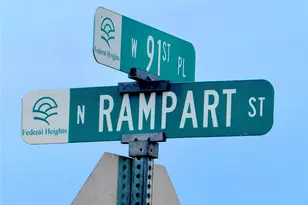 Federal Heights
W 91ST PL
Federal Heights
N RAMPART ST